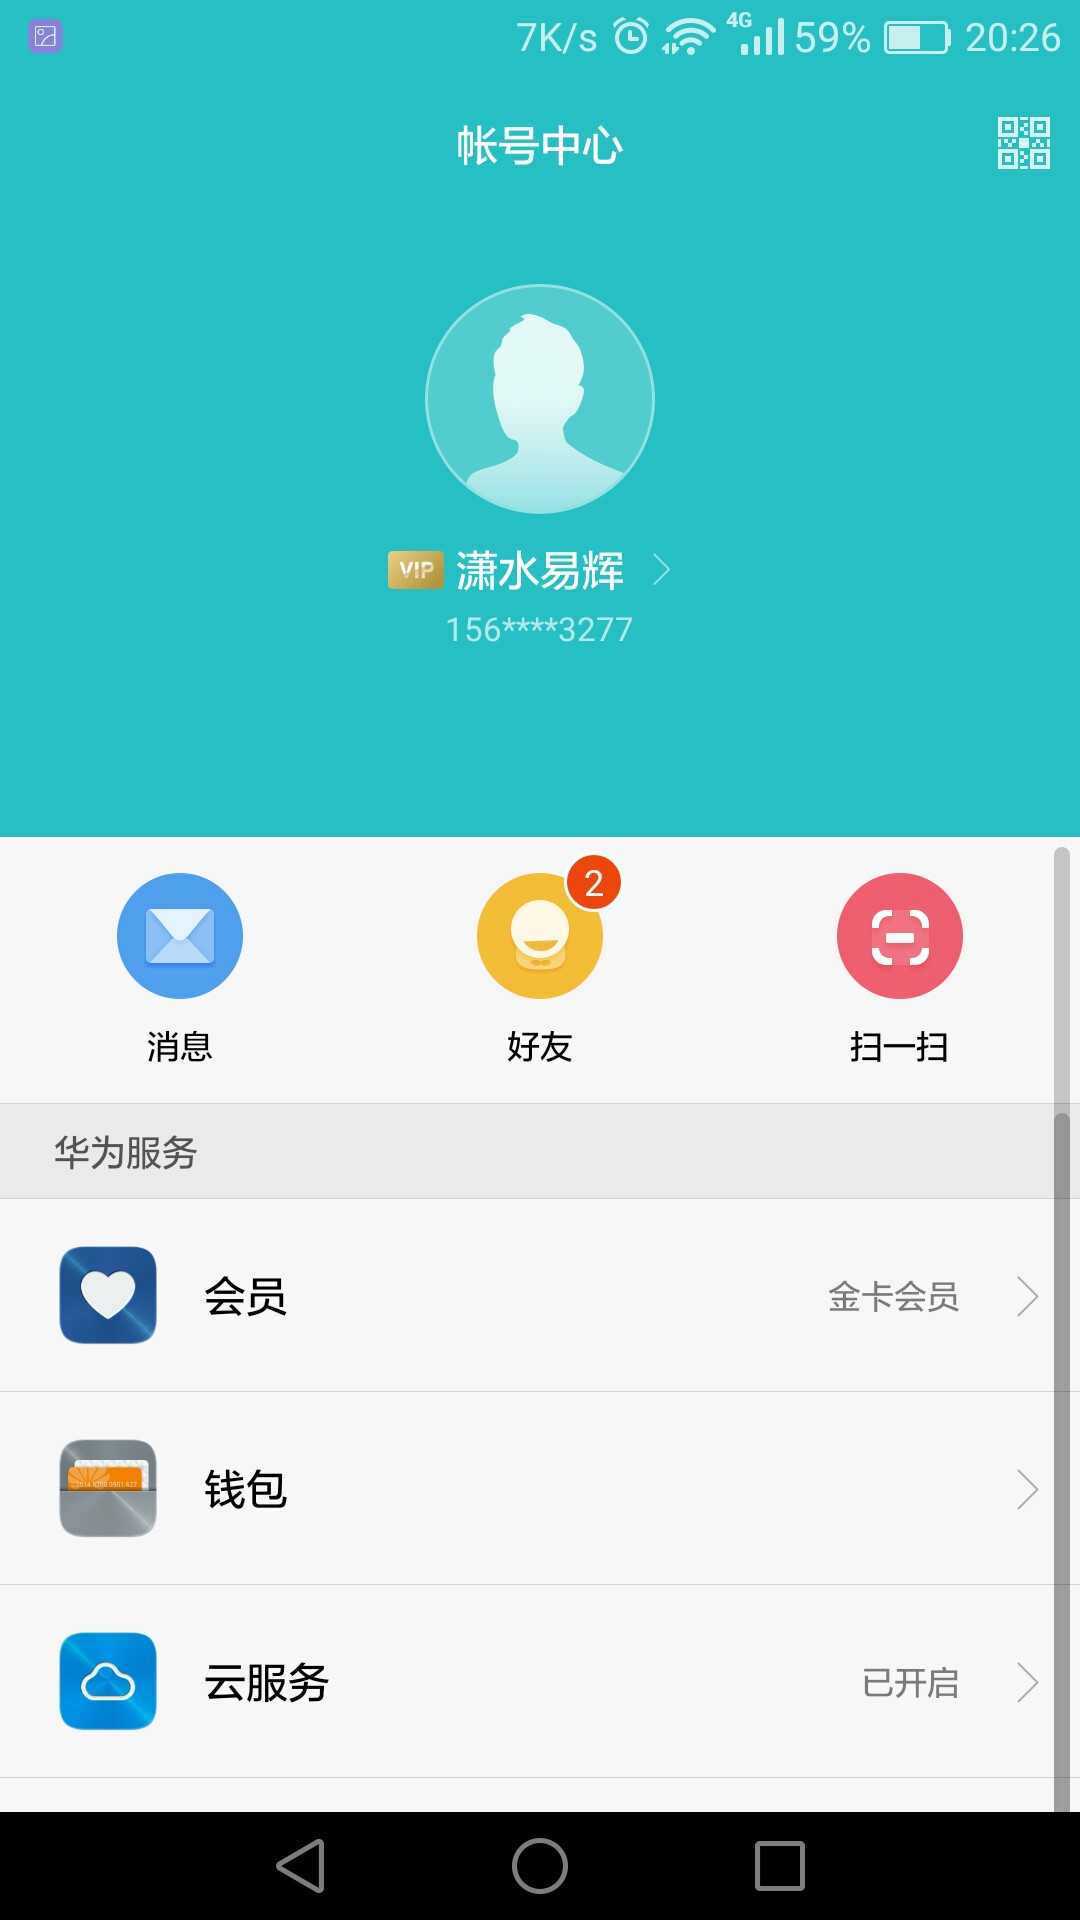 7K/s 4G 59% 20:26
帐号中心
VIP 潇水易辉
156****3277
2
消息 好友 扫一扫
华为服务
会员 金卡会员
钱包
云服务 已开启